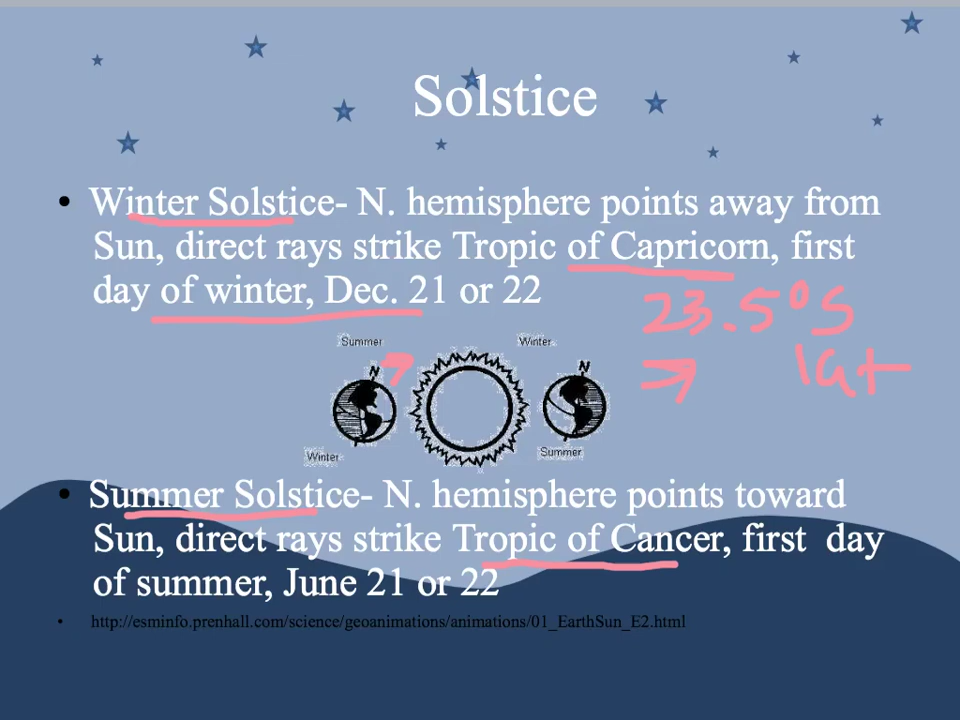 Solstice
• Winter Solstice- N. hemisphere points away from
Sun, direct rays strike Tropic of Capricorn, first
day of winter, Dec. 21 or 22
23.5°S
lat
Summer
Winter
N
N
Winter
Summer
• Summer Solstice- N. hemisphere points toward
Sun, direct rays strike Tropic of Cancer, first day
of summer, June 21 or 22
• http://esminfo.prenhall.com/science/geoanimations/animations/01_EarthSun_E2.html